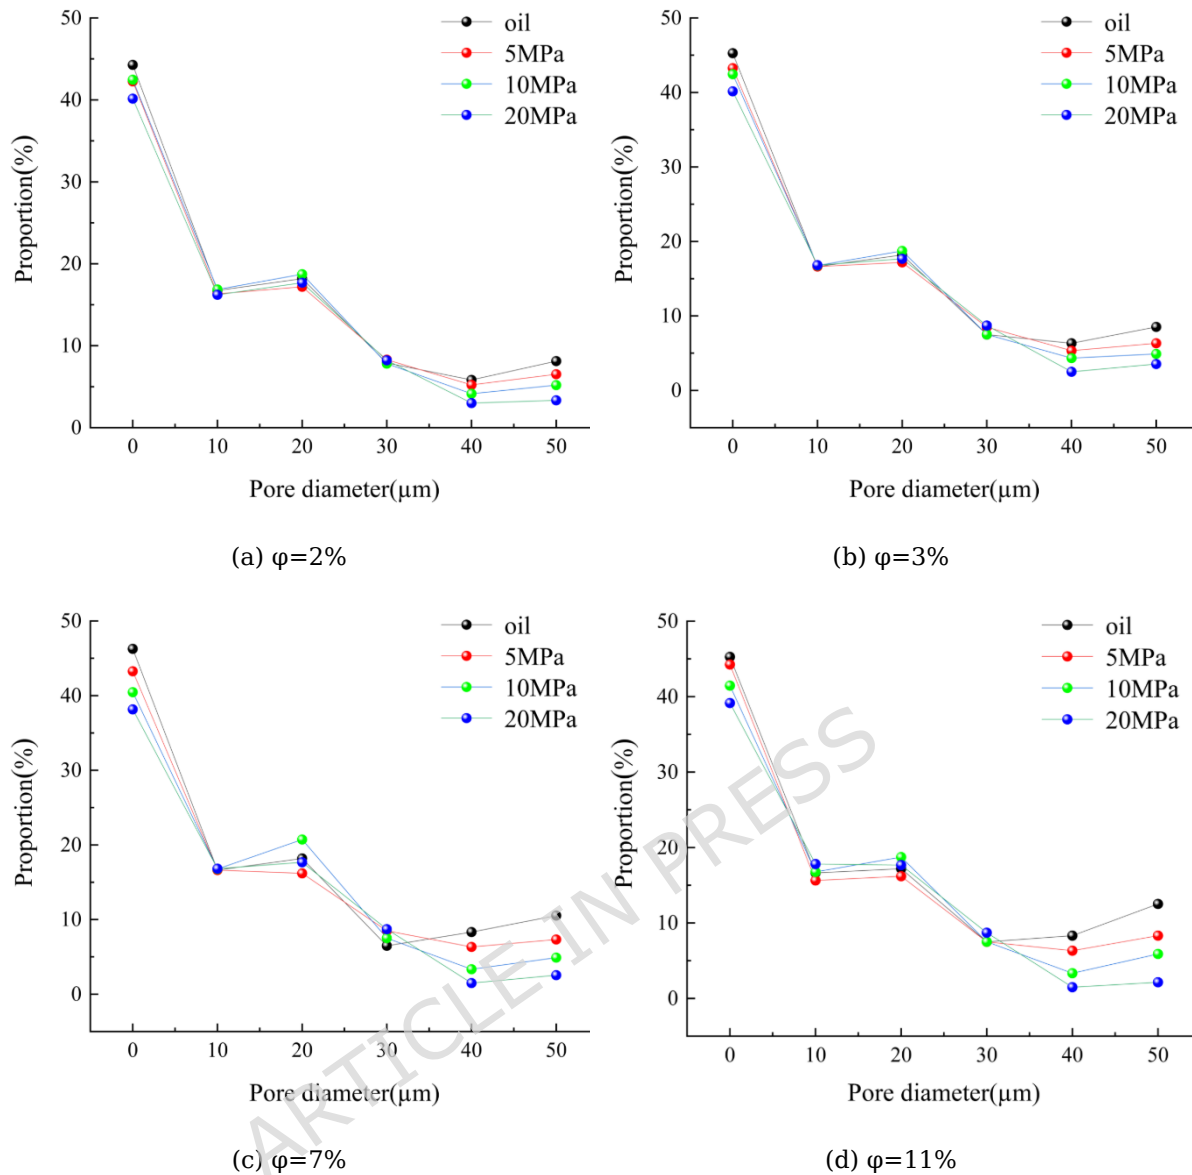 50
40
30
20
10
0
Proportion(%)
oil
5MPa
10MPa
20MPa
0 10 20 30 40 50
Pore diameter(µm)
(a) φ=2%
50
40
30
20
10
0
Proportion(%)
oil
5MPa
10MPa
20MPa
0 10 20 30 40 50
Pore diameter(µm)
(b) φ=3%
50
40
30
20
10
0
Proportion(%)
oil
5MPa
10MPa
20MPa
0 10 20 30 40 50
Pore diameter(µm)
(c) φ=7%
50
40
30
20
10
0
Proportion(%)
oil
5MPa
10MPa
20MPa
0 10 20 30 40 50
Pore diameter(µm)
(d) φ=11%
ARTICLE IN PRESS